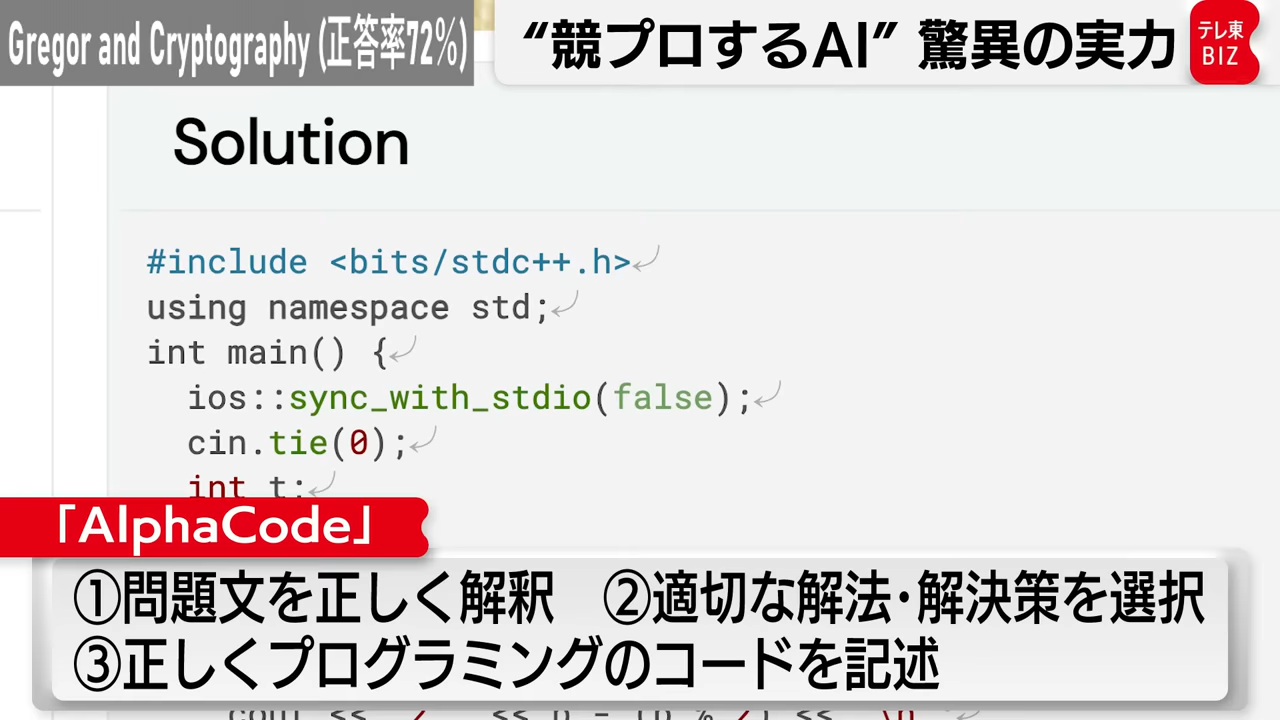 Gregor and Cryptography (正答率72%)
“競プロするAI” 驚異の実力
テレ東
BIZ
Solution
#include <bits/stdc++.h>
using namespace std;
int main() {
ios::sync_with_stdio(false);
cin.tie(0);
int t;
「AlphaCode」
①問題文を正しく解釈 ②適切な解法・解決策を選択
③正しくプログラミングのコードを記述